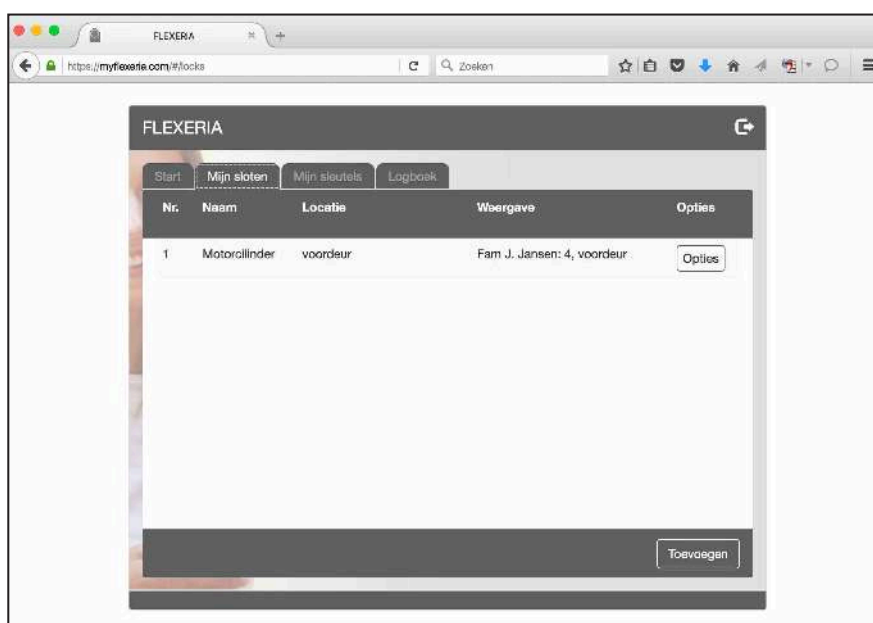 FLEXERIA
https://myflexeria.com/#/locks
Zoeken
FLEXERIA
Start Mijn sloten Mijn sleutels Logboek
Nr. Naam Locatie Weergave Opties
1 Motorcilinder voordeur Fam J. Jansen: 4, voordeur Opties
Toevoegen